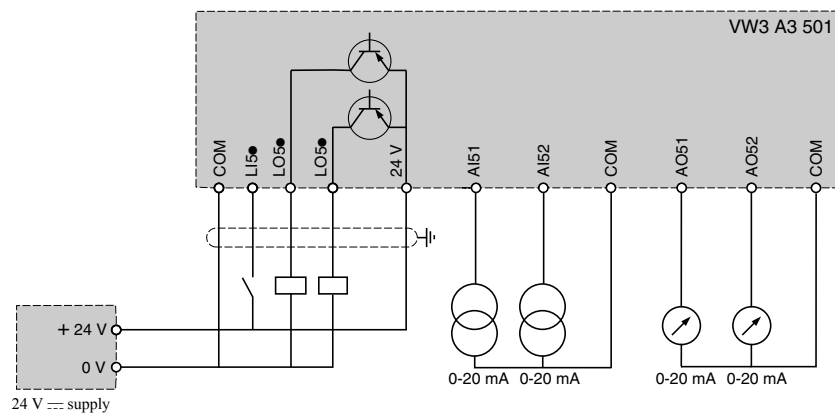 VW3 A3 501
COM
LI5●
LO5●
LO5●
24 V
AI51
AI52
COM
AO51
AO52
COM
+ 24 V
0 V
0-20 mA
0-20 mA
0-20 mA
0-20 mA
24 V ⎓ supply